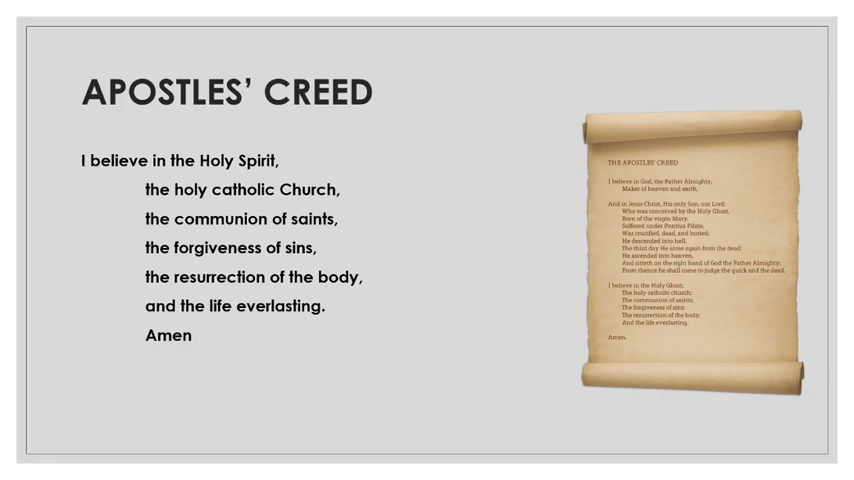 APOSTLES’ CREED
I believe in the Holy Spirit,
the holy catholic Church,
the communion of saints,
the forgiveness of sins,
the resurrection of the body,
and the life everlasting.
Amen
THE APOSTLES' CREED
I believe in God, the Father Almighty,
Maker of heaven and earth,
And in Jesus Christ, His only Son, our Lord:
Who was conceived by the Holy Ghost,
Born of the virgin Mary,
Suffered under Pontius Pilate,
Was crucified, dead, and buried;
He descended into hell.
The third day He arose again from the dead;
He ascended into heaven,
And sitteth on the right hand of God the Father Almighty;
From thence he shall come to judge the quick and the dead.
I believe in the Holy Ghost;
The holy catholic church;
The communion of saints;
The forgiveness of sins;
The resurrection of the body;
And the life everlasting.
Amen.